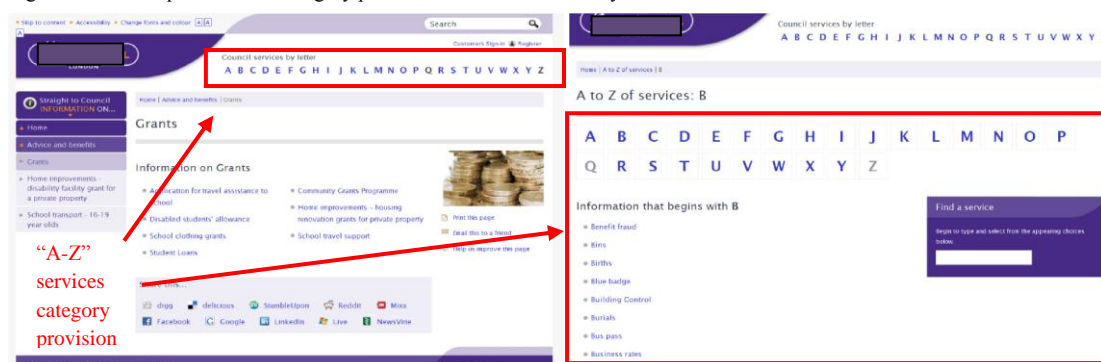 Skip to content Accessibility Change fonts and colour A A
A
Search
Customers Sign in Register
LONDON
Council services by letter
A B C D E F G H I J K L M N O P Q R S T U V W X Y Z
Straight to Council
INFORMATION ON...
Home
Advice and benefits
Grants
Home improvements -
disability facility grant for
a private property
School transport - 16-19
year olds
Home | Advice and benefits | Grants
Grants
Information on Grants
Application for travel assistance to
school
Disabled students' allowance
School clothing grants
Student Loans
Community Grants Programme
Home improvements - housing
renovation grants for private property
School travel support
Print this page
Email this to a friend
Help us improve this page
digg delicious StumbleUpon Reddit Mixx
Facebook Google LinkedIn Live NewsVine
“A-Z”
services
category
provision
Council services by letter
A B C D E F G H I J K L M N O P Q R S T U V W X Y
Home | A to Z of services | B
A to Z of services: B
A B C D E F G H I J K L M N O P
Q R S T U V W X Y Z
Information that begins with B
Benefit fraud
Bins
Births
Blue badge
Building Control
Burials
Bus pass
Business rates
Find a service
Begin to type and select from the appearing choices
below.